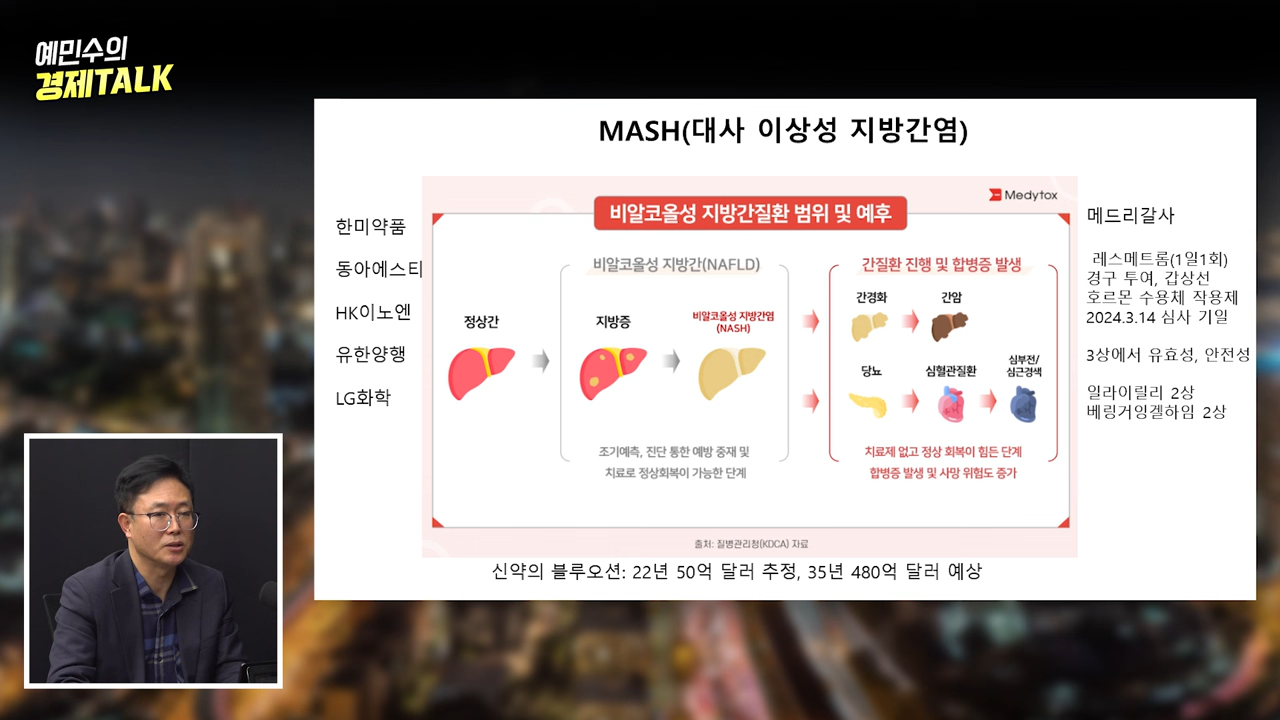 예민수의
경제TALK
MASH(대사 이상성 지방간염)
한미약품
동아에스티
HK이노엔
유한양행
LG화학
Medytox
비알코올성 지방간질환 범위 및 예후
비알코올성 지방간(NAFLD)
정상간
지방증
비알코올성 지방간염
(NASH)
조기예측, 진단 통한 예방 중재 및
치료로 정상회복이 가능한 단계
간질환 진행 및 합병증 발생
간경화
간암
당뇨
심혈관질환
심부전/
심근경색
치료제 없고 정상 회복이 힘든 단계
합병증 발생 및 사망 위험도 증가
출처: 질병관리청(KDCA) 자료
메드리갈사
레스메트롬(1일1회)
경구 투여, 갑상선
호르몬 수용체 작용제
2024.3.14 심사 기일
3상에서 유효성, 안전성
일라이릴리 2상
베링거잉겔하임 2상
신약의 블루오션: 22년 50억 달러 추정, 35년 480억 달러 예상